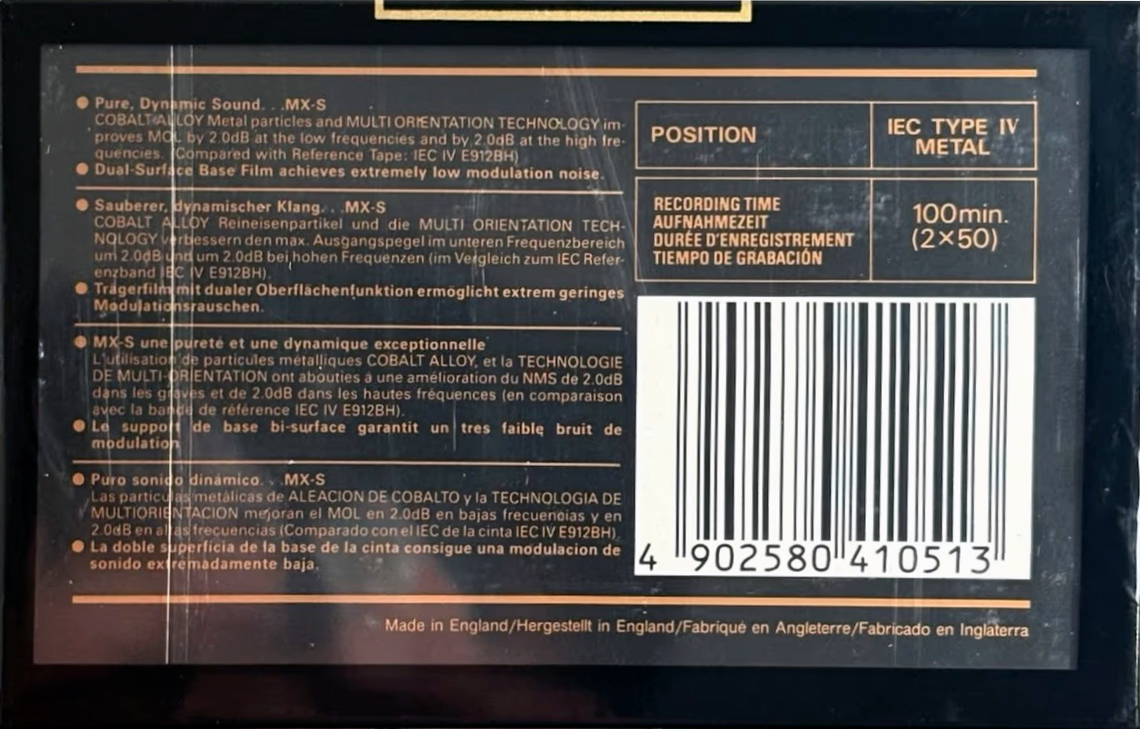 ● Pure, Dynamic Sound. . .MX-S
COBALT ALLOY Metal particles and MULTI ORIENTATION TECHNOLOGY im-
proves MOL by 2.0dB at the low frequencies and by 2.0dB at the high fre-
quencies. (Compared with Reference Tape: IEC IV E912BH)
● Dual-Surface Base Film achieves extremely low modulation noise.
● Sauberer, dynamischer Klang. . .MX-S
COBALT ALLOY Reineisenpartikel und die MULTI ORIENTATION TECH-
NOLOGY verbessern den max. Ausgangspegel im unteren Frequenzbereich
um 2.0dB und um 2.0dB bei hohen Frequenzen (im Vergleich zum IEC Refer-
enzband IEC IV E912BH).
● Trägerfilm mit dualer Oberflächenfunktion ermöglicht extrem geringes
Modulationsrauschen.
● MX-S une pureté et une dynamique exceptionnelle
L'utilisation de particules métalliques COBALT ALLOY, et la TECHNOLOGIE
DE MULTI-ORIENTATION ont abouties à une amélioration du NMS de 2.0dB
dans les graves et de 2.0dB dans les hautes fréquences (en comparaison
avec la bande de référence IEC IV E912BH).
● Le support de base bi-surface garantit un tres faible bruit de
modulation
● Puro sonido dinámico. . .MX-S
Las particulas metálicas de ALEACION DE COBALTO y la TECHNOLOGIA DE
MULTIORIENTACION mejoran el MOL en 2.0dB en bajas frecuencias y en
2.0dB en altas frecuencias (Comparado con el IEC de la cinta IEC IV E912BH)
● La doble superficia de la base de la cinta consigue una modulacion de
sonido extremadamente baja.
POSITION
IEC TYPE IV
METAL
RECORDING TIME
AUFNAHMEZEIT
DURÉE D'ENREGISTREMENT
TIEMPO DE GRABACIÓN
100min.
(2×50)
4 902580 410513
Made in England/Hergestellt in England/Fabriqué en Angleterre/Fabricado en Inglaterra